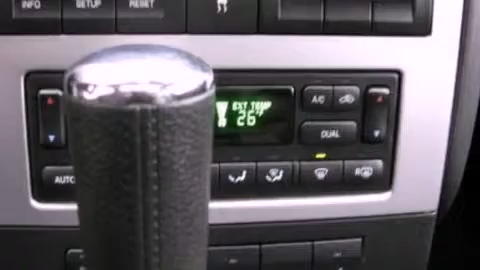 INFO SETUP RESET
EXT TEMP
26°F
A/C
DUAL
AUTO
R